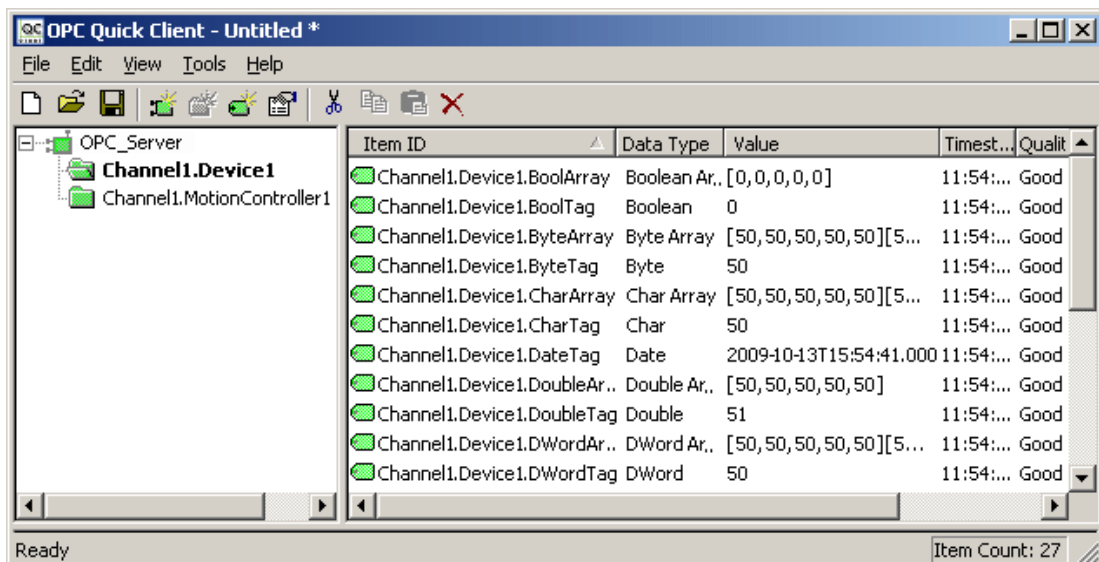 OPC Quick Client - Untitled *
File Edit View Tools Help
OPC_Server
Channel1.Device1
Channel1.MotionController1
Item ID Data Type Value Timest... Qualit
Channel1.Device1.BoolArray Boolean Ar.. [0,0,0,0,0] 11:54:... Good
Channel1.Device1.BoolTag Boolean 0 11:54:... Good
Channel1.Device1.ByteArray Byte Array [50,50,50,50,50][5... 11:54:... Good
Channel1.Device1.ByteTag Byte 50 11:54:... Good
Channel1.Device1.CharArray Char Array [50,50,50,50,50][5... 11:54:... Good
Channel1.Device1.CharTag Char 50 11:54:... Good
Channel1.Device1.DateTag Date 2009-10-13T15:54:41.000 11:54:... Good
Channel1.Device1.DoubleAr.. Double Ar.. [50,50,50,50,50] 11:54:... Good
Channel1.Device1.DoubleTag Double 51 11:54:... Good
Channel1.Device1.DWordAr.. DWord Ar.. [50,50,50,50,50][5... 11:54:... Good
Channel1.Device1.DWordTag DWord 50 11:54:... Good
Ready Item Count: 27